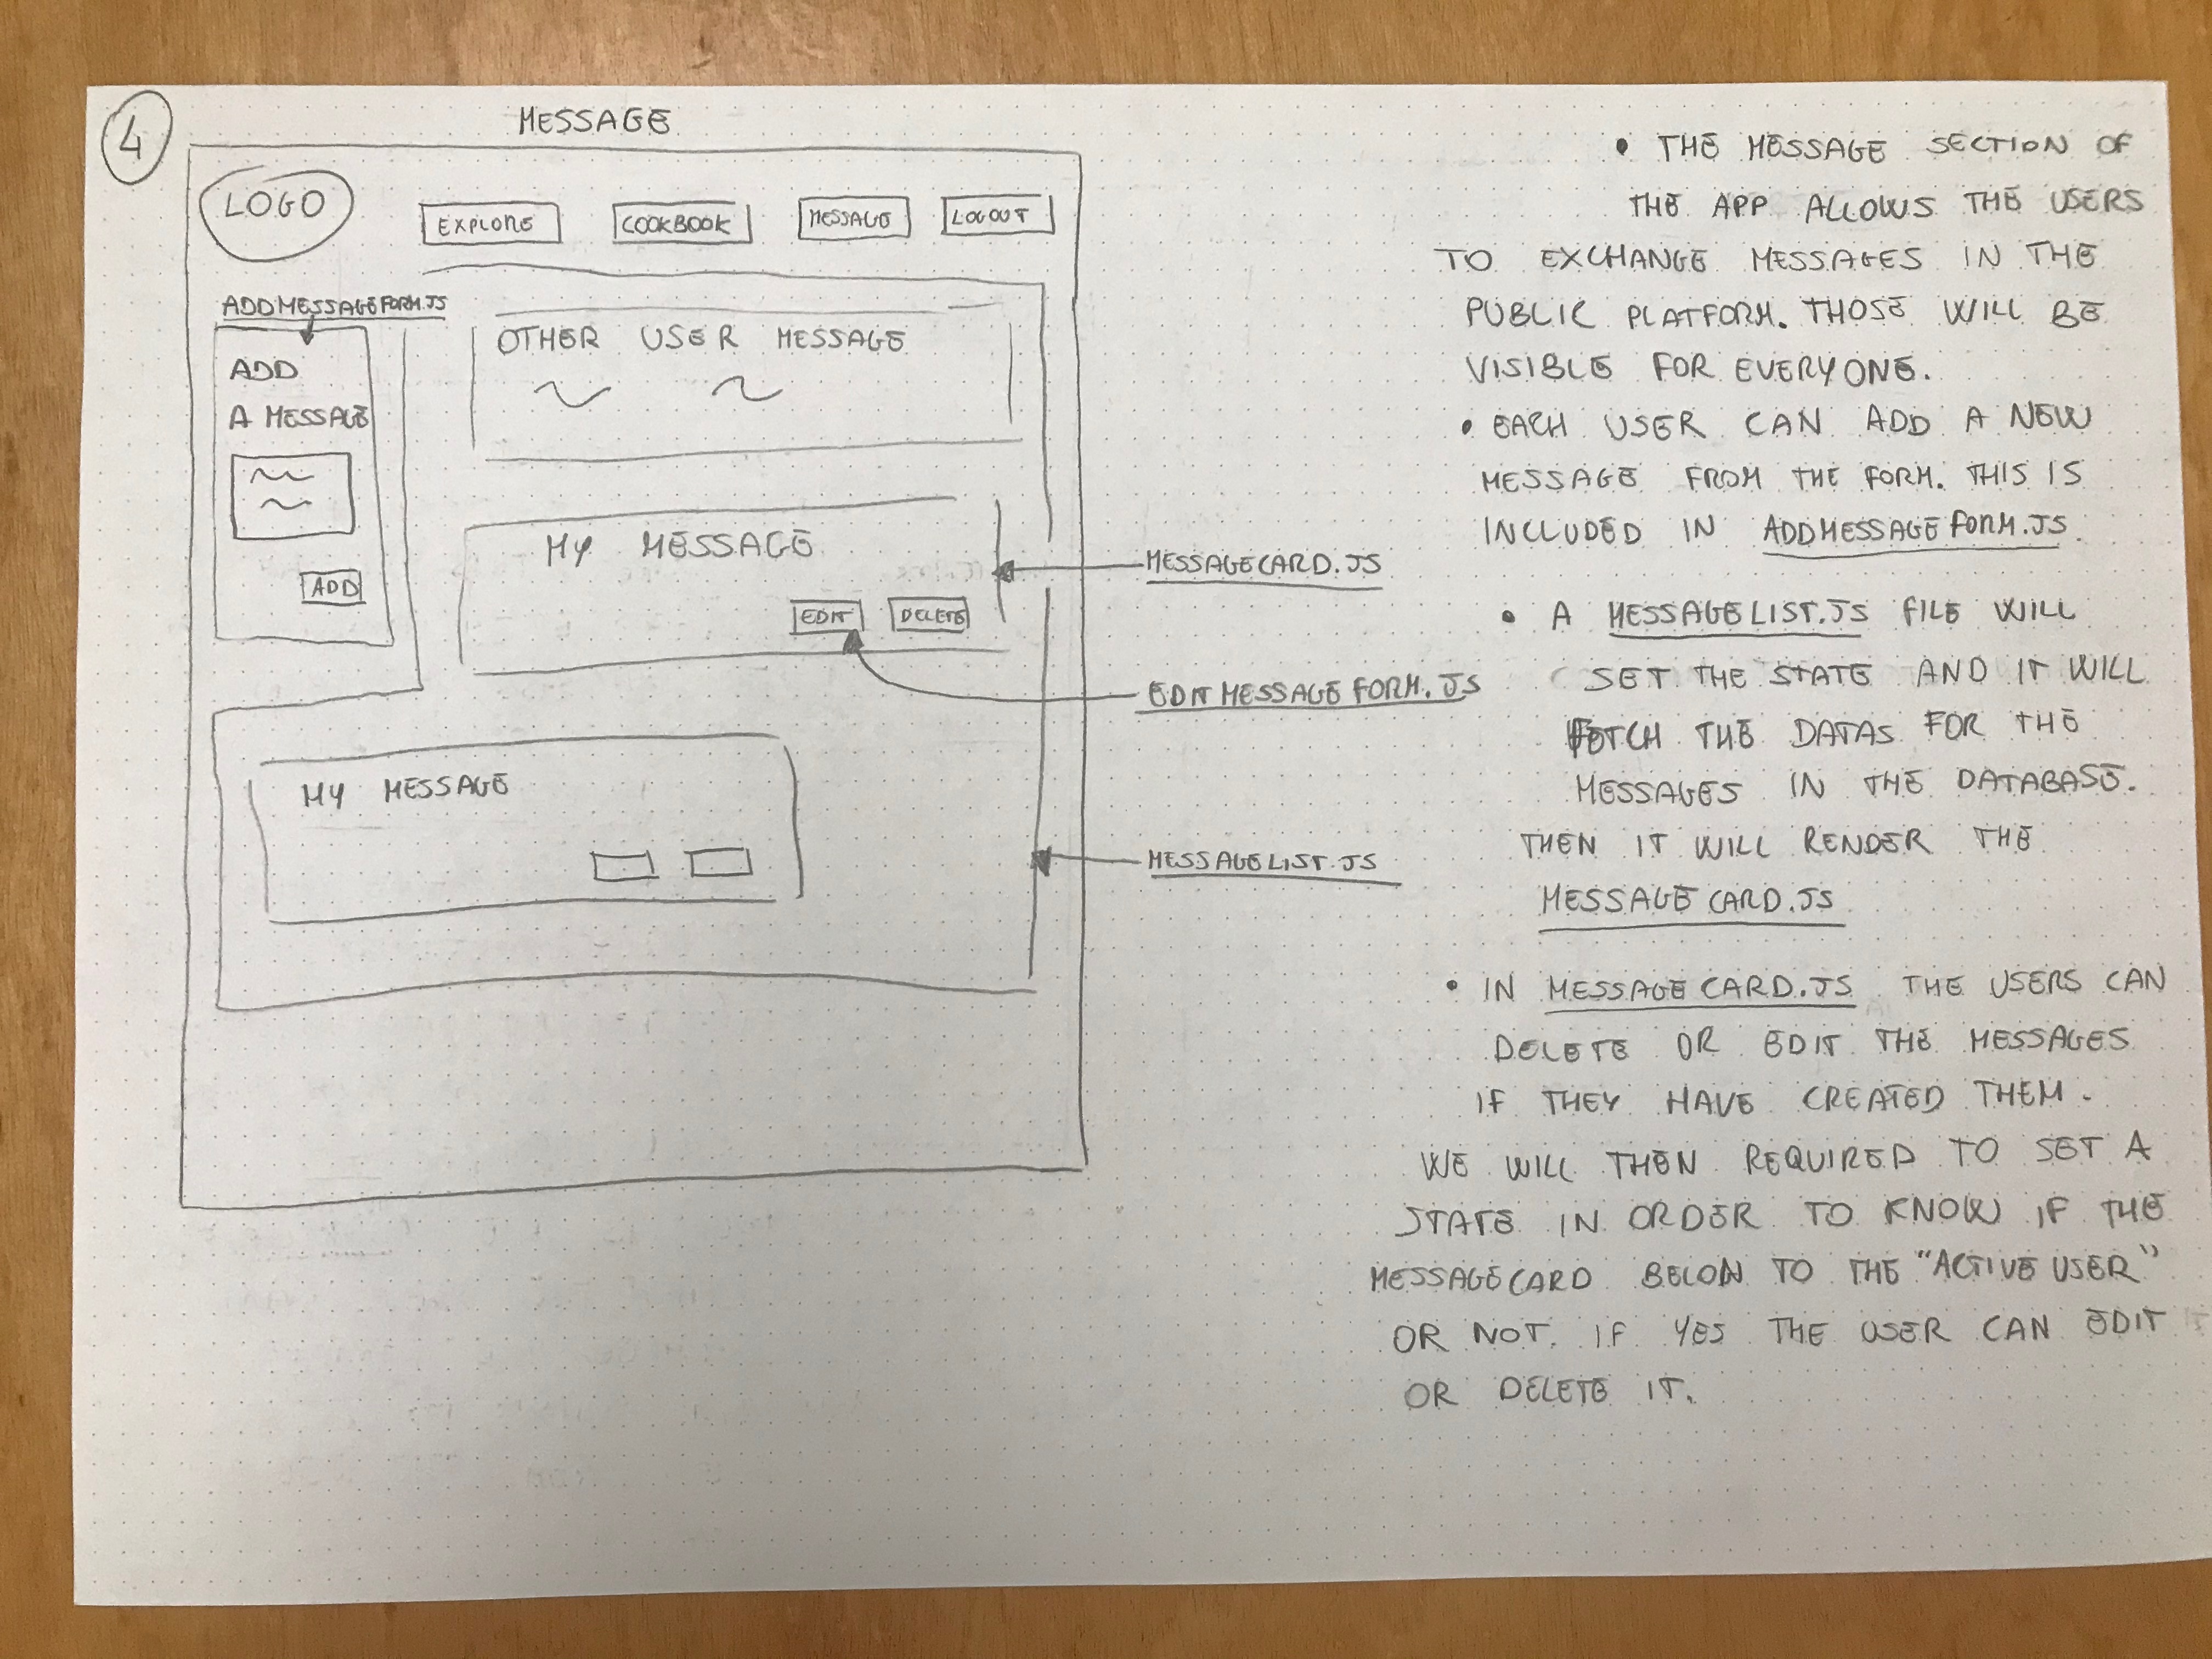 4
MESSAGE
LOGO
EXPLORE
COOKBOOK
MESSAGE
LOGOUT
ADDMESSAGEFORM.JS
ADD
A MESSAGE
ADD
OTHER USER MESSAGE
MY MESSAGE
EDIT
DELETE
MY MESSAGE
MESSAGECARD.JS
EDITMESSAGEFORM.JS
MESSAGELIST.JS
• THE MESSAGE SECTION OF
THE APP ALLOWS THE USERS
TO EXCHANGE MESSAGES IN THE
PUBLIC PLATFORM. THOSE WILL BE
VISIBLE FOR EVERYONE.
• EACH USER CAN ADD A NEW
MESSAGE FROM THE FORM. THIS IS
INCLUDED IN ADDMESSAGEFORM.JS
• A MESSAGELIST.JS FILE WILL
SET THE STATE AND IT WILL
FETCH THE DATAS FOR THE
MESSAGES IN THE DATABASE.
THEN IT WILL RENDER THE
MESSAGECARD.JS
• IN MESSAGECARD.JS THE USERS CAN
DELETE OR EDIT THE MESSAGES
IF THEY HAVE CREATED THEM.
WE WILL THEN REQUIRED TO SET A
STATE IN ORDER TO KNOW IF THE
MESSAGECARD BELON TO THE "ACTIVE USER"
OR NOT. IF YES THE USER CAN EDIT
OR DELETE IT.